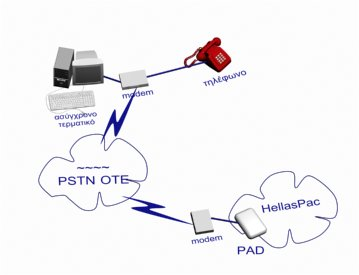 τηλέφωνο
modem
ασύγχρονο
τερματικό
~~~~
PSTN OTE
HellasPac
modem
PAD